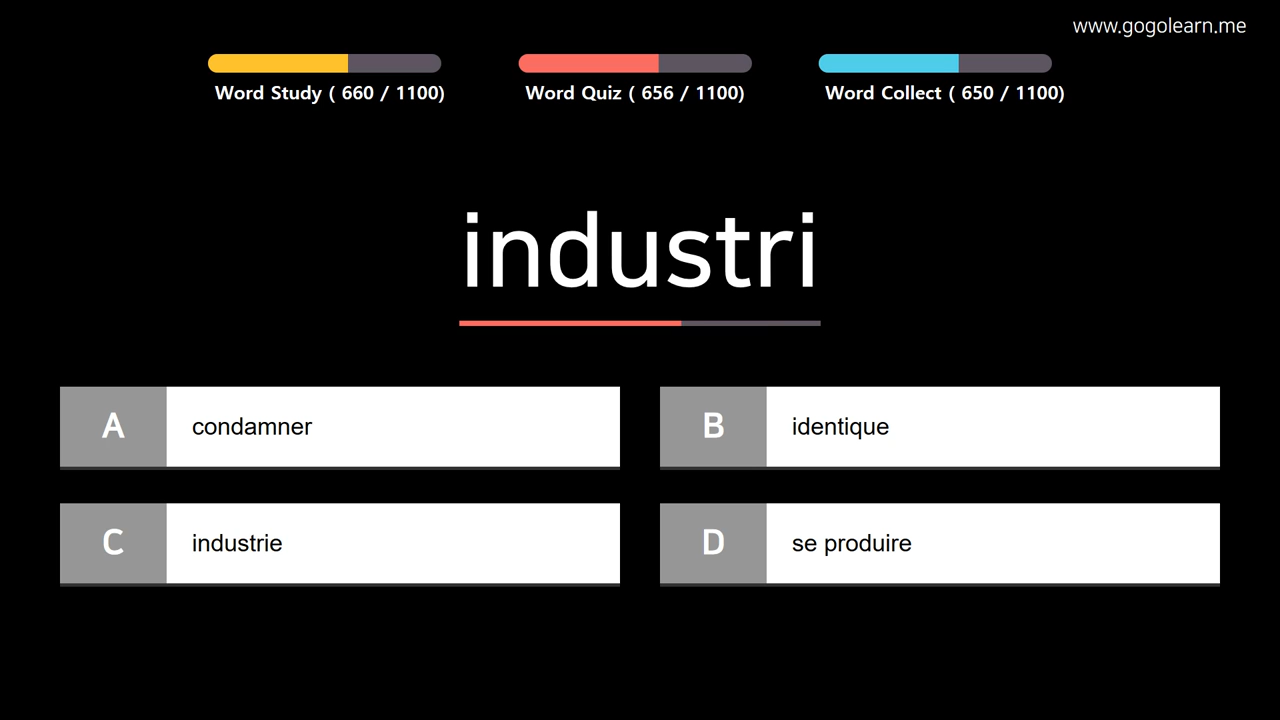 www.gogolearn.me
Word Study ( 660 / 1100)
Word Quiz ( 656 / 1100)
Word Collect ( 650 / 1100)
industri
A condamner
B identique
C industrie
D se produire